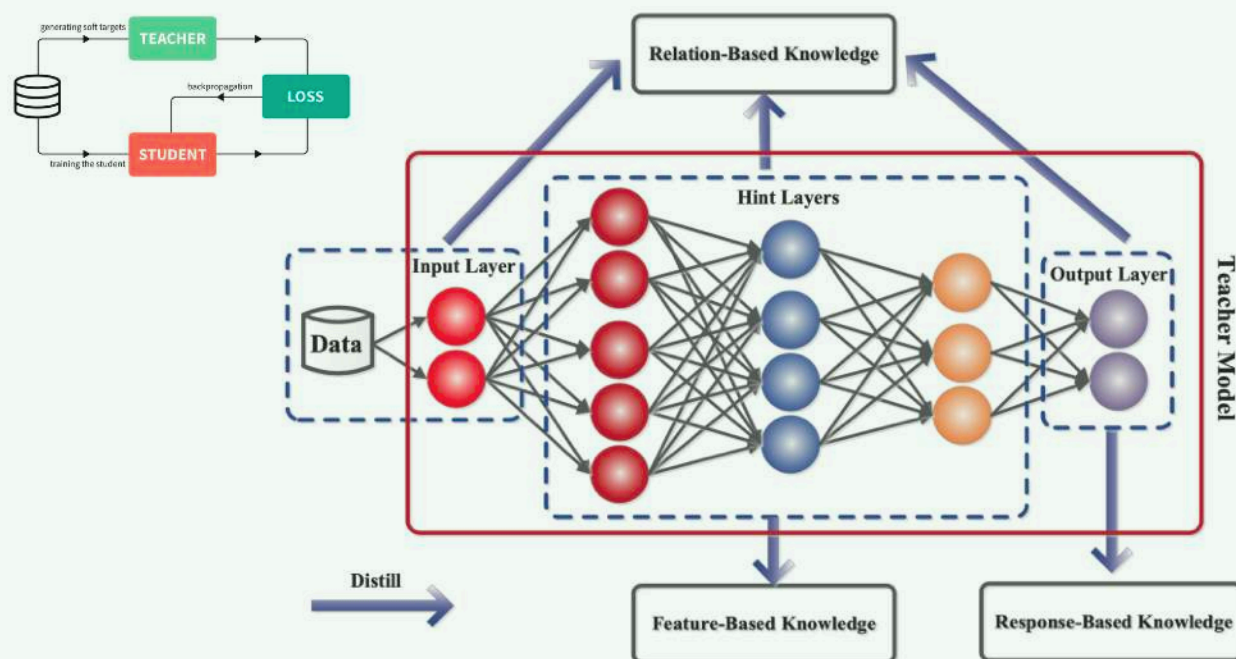 generating soft targets
TEACHER
backpropagation
LOSS
STUDENT
training the student
Relation-Based Knowledge
Hint Layers
Input Layer
Output Layer
Data
Teacher Model
Distill
Feature-Based Knowledge
Response-Based Knowledge